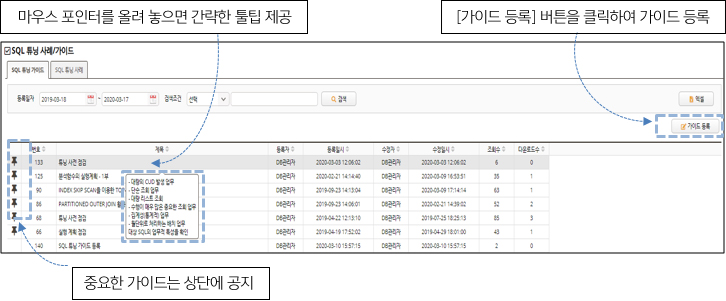 마우스 포인터를 올려 놓으면 간략한 툴팁 제공
[가이드 등록] 버튼을 클릭하여 가이드 등록
SQL 튜닝 사례/가이드
SQL 튜닝 가이드 SQL 튜닝 사례
등록일자 2019-03-18 ~ 2020-03-17 검색조건 선택 검색 엑셀
가이드 등록
번호 제목 등록자 등록일시 수정자 수정일시 조회수 다운로드수
133 튜닝 사전 점검 DB관리자 2020-03-03 12:06:02 DB관리자 2020-03-03 12:06:02 6 0
125 분석함수의 실행계획 - 1부 DB관리자 2020-02-21 14:14:40 DB관리자 2020-03-09 16:53:51 35 1
90 INDEX SKIP SCAN을 이용한 DB관리자 2019-09-23 14:13:04 DB관리자 2020-03-09 17:14:14 63 1
86 PARTITIONED OUTER JOIN DB관리자 2019-09-23 14:06:01 DB관리자 2020-02-21 14:39:02 52 2
68 튜닝 사전 점검 DB관리자 2019-04-22 12:13:10 DB관리자 2019-07-25 18:25:13 85 3
66 실행 계획 점검 DB관리자 2019-04-19 17:52:02 DB관리자 2019-04-29 18:01:00 43 1
140 SQL 튜닝 가이드 등록 DB관리자 2020-03-10 15:57:15 DB관리자 2020-03-10 15:57:15 2 0
- 대량의 CUD 발생 업무
- 단순 조회 업무
- 대량 리스트 조회
- 수행이 매우 잦은 중요한 조회 업무
- 집계성(통계적) 업무
- 월단위로 처리하는 배치 업무
대상 SQL의 업무적 특성을 확인
중요한 가이드는 상단에 공지